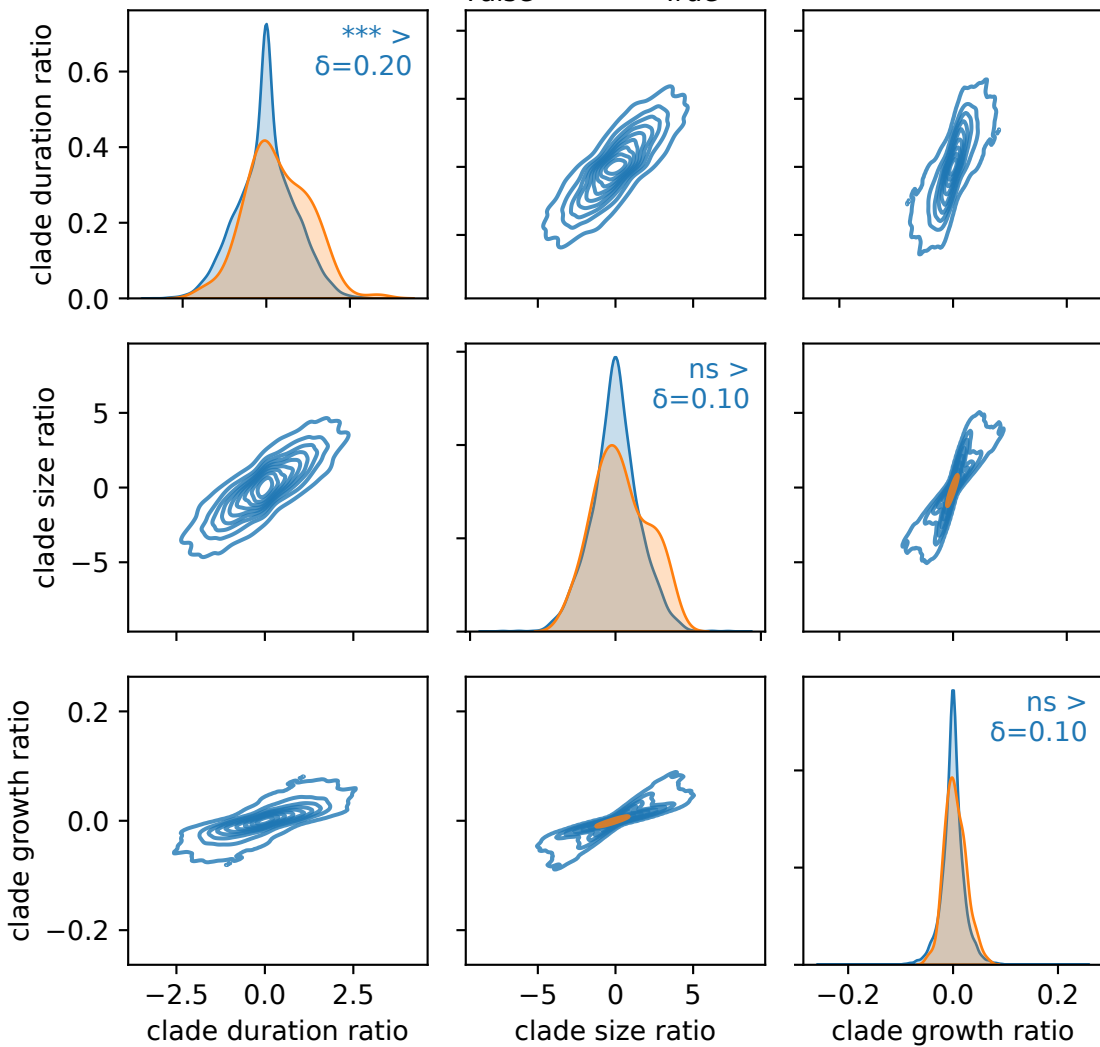 clade duration ratio
0.6
0.4
0.2
0.0
*** >
δ=0.20
clade size ratio
5
0
−5
ns >
δ=0.10
clade growth ratio
0.2
0.0
−0.2
ns >
δ=0.10
−2.5 0.0 2.5
clade duration ratio
−5 0 5
clade size ratio
−0.2 0.0 0.2
clade growth ratio